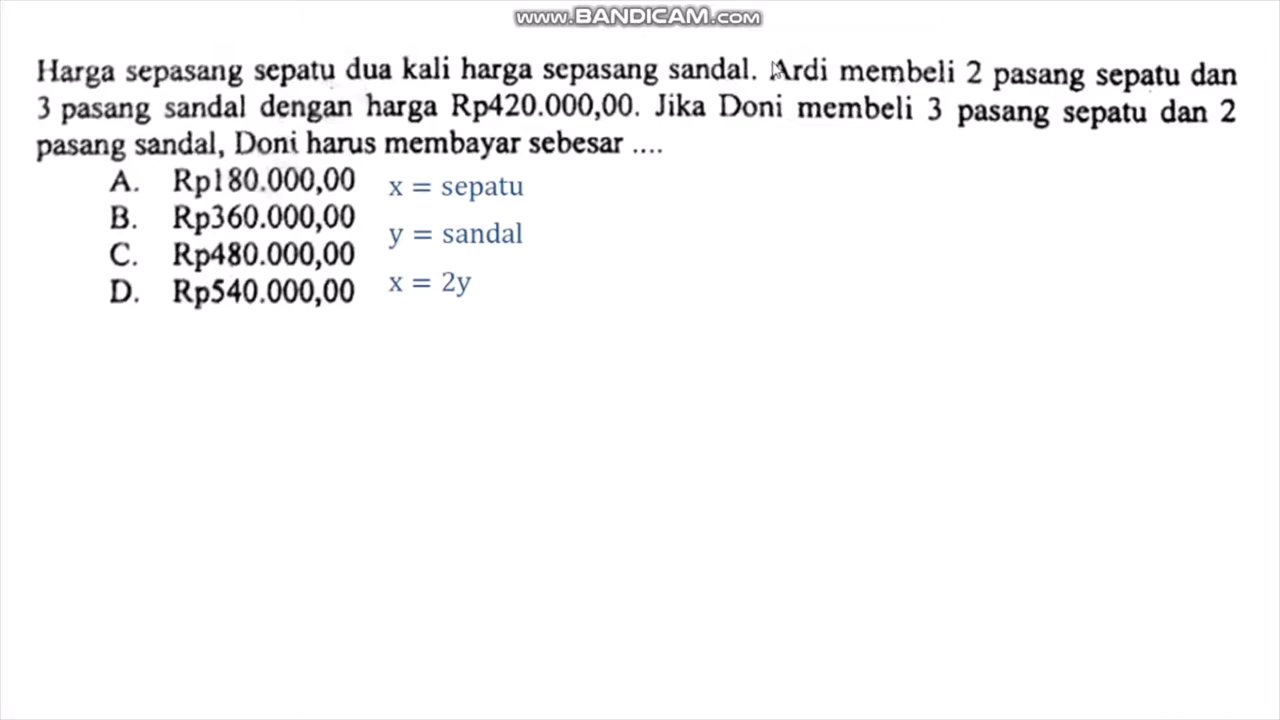 www.BANDICAM.com
Harga sepasang sepatu dua kali harga sepasang sandal. Ardi membeli 2 pasang sepatu dan
3 pasang sandal dengan harga Rp420.000,00. Jika Doni membeli 3 pasang sepatu dan 2
pasang sandal, Doni harus membayar sebesar ....
A. Rp180.000,00
B. Rp360.000,00
C. Rp480.000,00
D. Rp540.000,00
x = sepatu
y = sandal
x = 2y